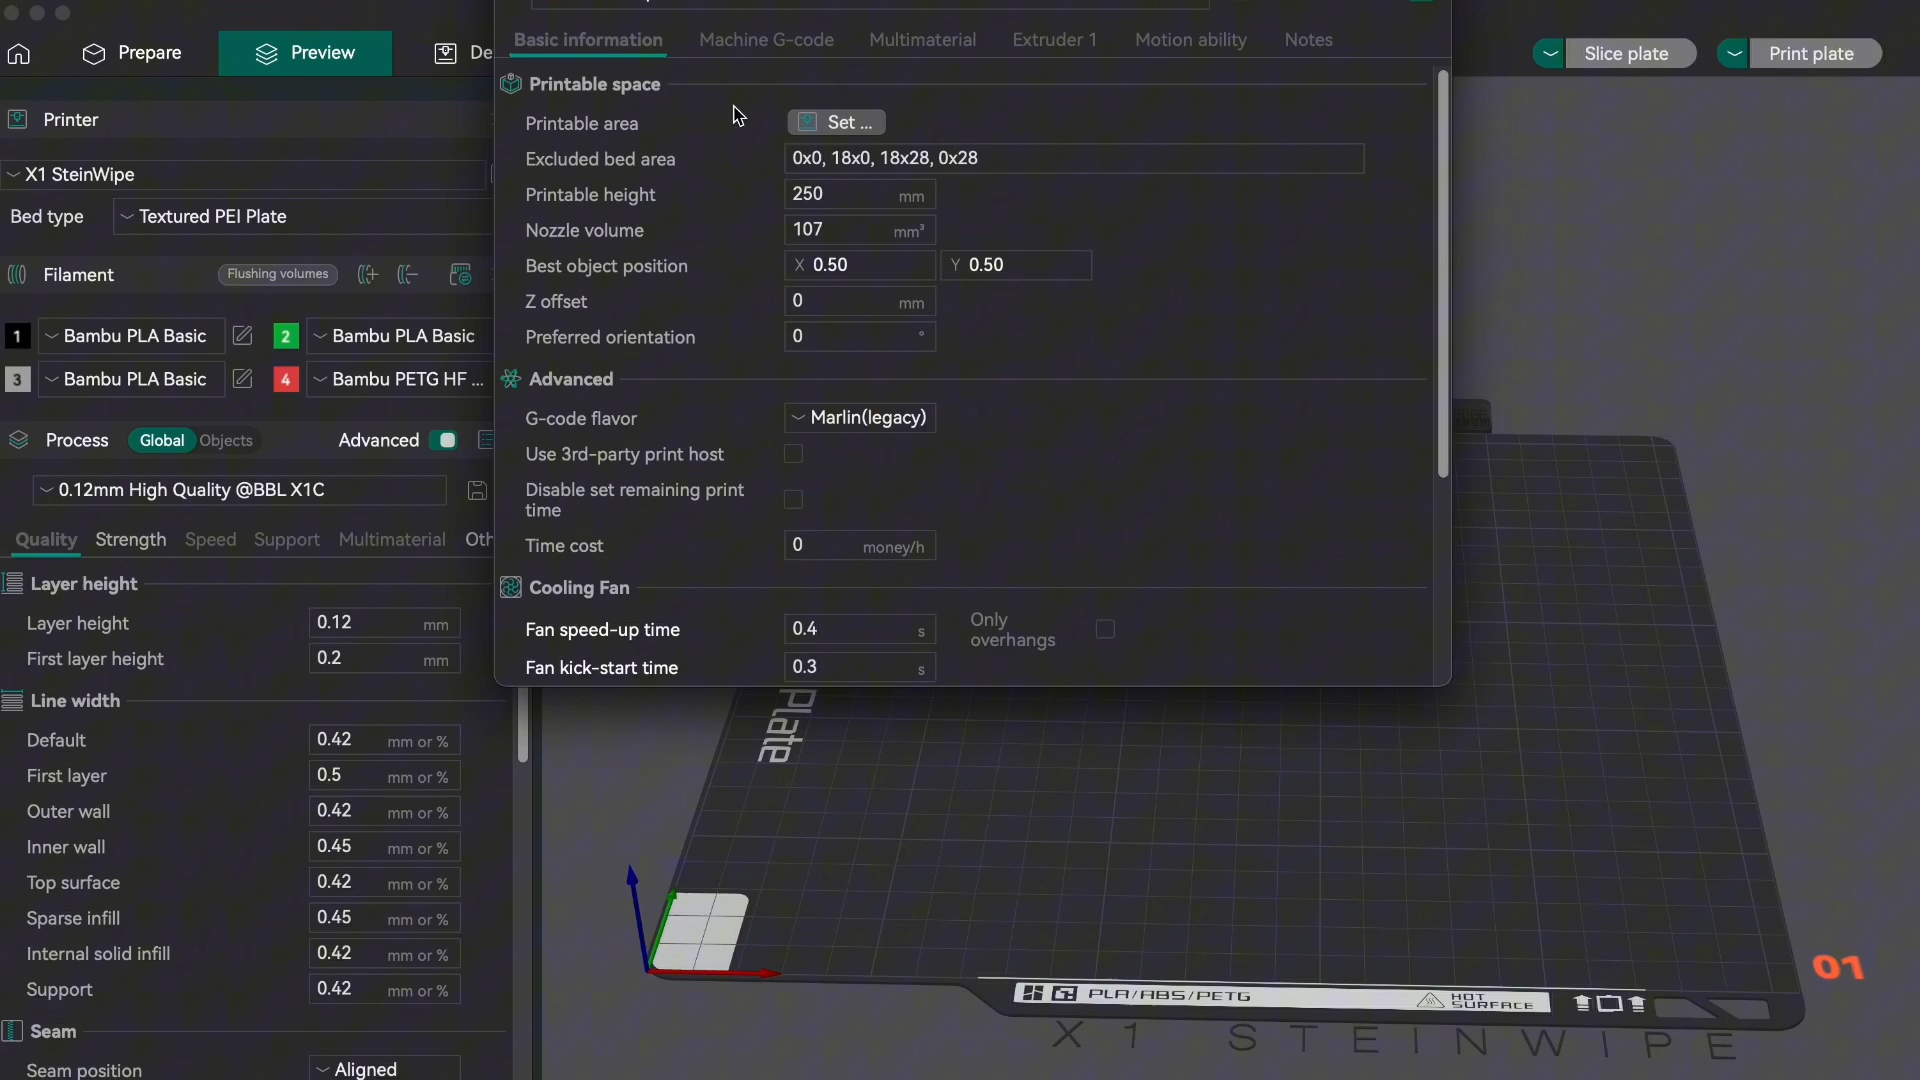 Prepare
Preview
De
Slice plate
Print plate
Printer
X1 SteinWipe
Bed type
Textured PEI Plate
Filament
Flushing volumes
1 Bambu PLA Basic
2 Bambu PLA Basic
3 Bambu PLA Basic
4 Bambu PETG HF ...
Process
Global
Objects
Advanced
0.12mm High Quality @BBL X1C
Quality
Strength
Speed
Support
Multimaterial
Oth
Layer height
Layer height 0.12 mm
First layer height 0.2 mm
Line width
Default 0.42 mm or %
First layer 0.5 mm or %
Outer wall 0.42 mm or %
Inner wall 0.45 mm or %
Top surface 0.42 mm or %
Sparse infill 0.45 mm or %
Internal solid infill 0.42 mm or %
Support 0.42 mm or %
Seam
Seam position Aligned
Basic information
Machine G-code
Multimaterial
Extruder 1
Motion ability
Notes
Printable space
Printable area Set ...
Excluded bed area 0x0, 18x0, 18x28, 0x28
Printable height 250 mm
Nozzle volume 107 mm³
Best object position X 0.50 Y 0.50
Z offset 0 mm
Preferred orientation 0 °
Advanced
G-code flavor Marlin(legacy)
Use 3rd-party print host
Disable set remaining print
time
Time cost 0 money/h
Cooling Fan
Fan speed-up time 0.4 s
Only
overhangs
Fan kick-start time 0.3 s
Plate
01
PLA/ABS/PETG
HOT
SURFACE
X1 STEINWIPE